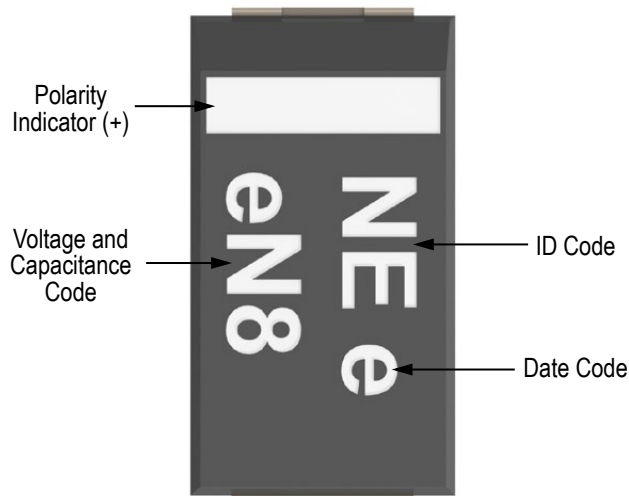 Polarity
Indicator (+)
Voltage and
Capacitance
Code
eN8
NE e
ID Code
Date Code